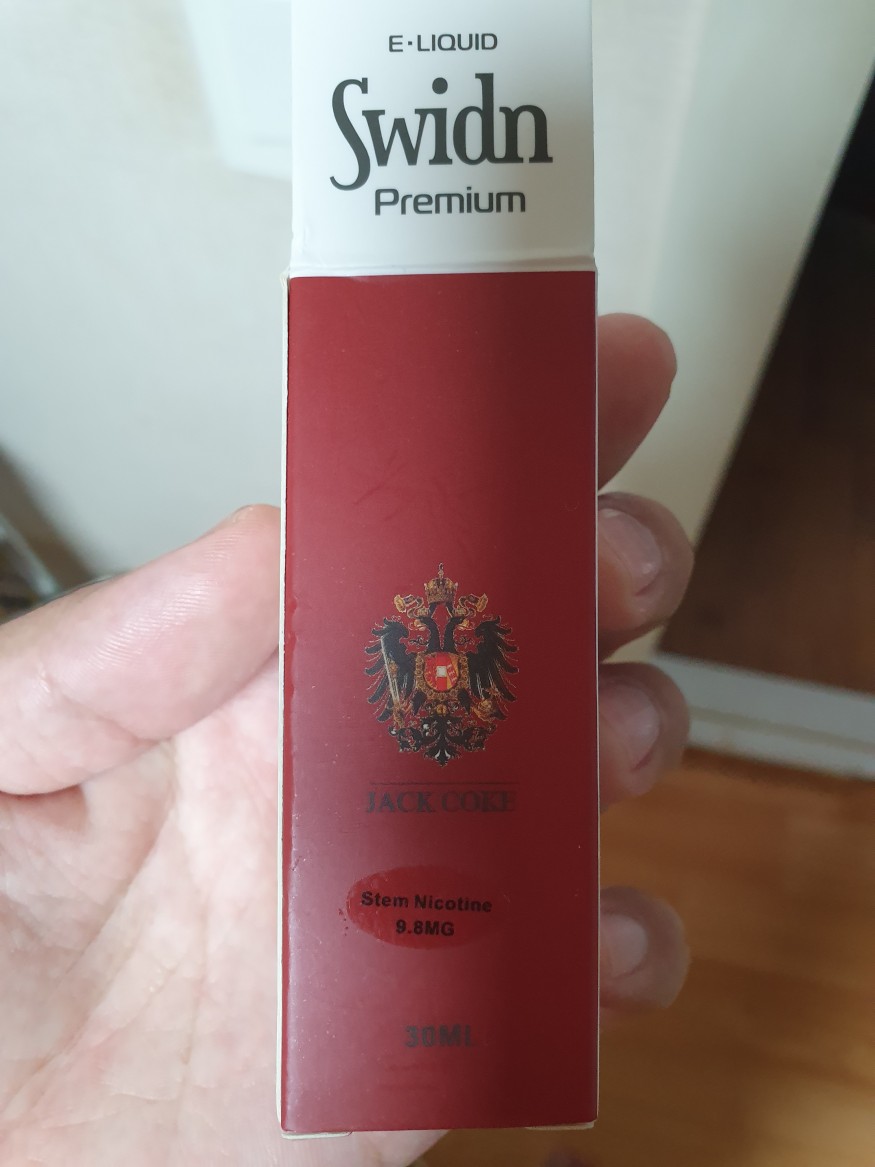 E·LIQUID
Swidn
Premium
JACK COKE
Stem Nicotine
9.8MG
30ML